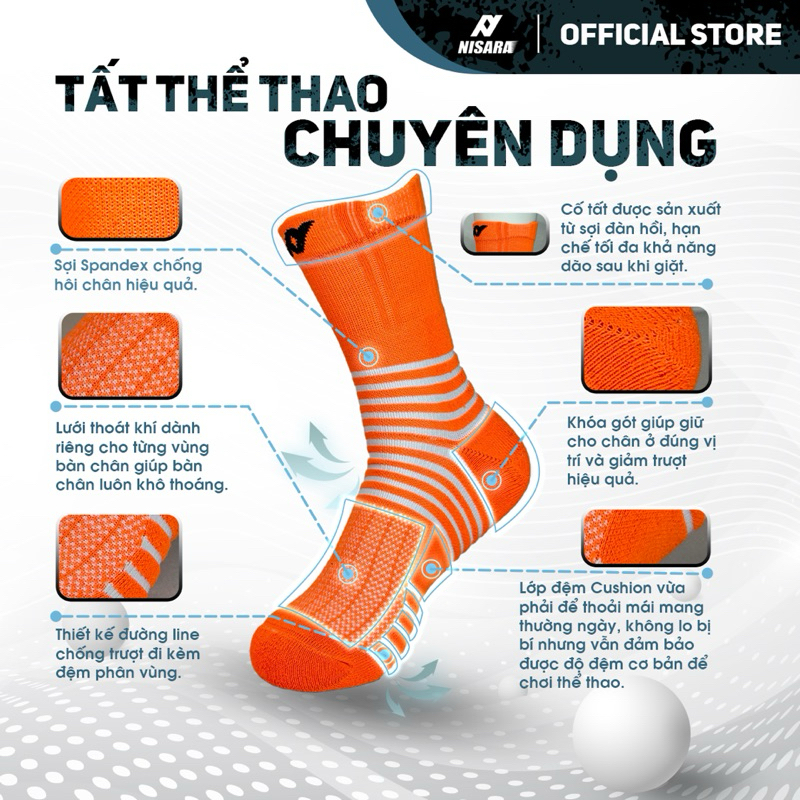 NISARA
OFFICIAL STORE
TẤT THỂ THAO
CHUYÊN DỤNG
Sợi Spandex chống
hôi chân hiệu quả.
Cổ tất được sản xuất
từ sợi đàn hồi, hạn
chế tối đa khả năng
dão sau khi giặt.
Lưới thoát khí dành
riêng cho từng vùng
bàn chân giúp bàn
chân luôn khô thoáng.
Khóa gót giúp giữ
cho chân ở đúng vị
trí và giảm trượt
hiệu quả.
Thiết kế đường line
chống trượt đi kèm
đệm phân vùng.
Lớp đệm Cushion vừa
phải để thoải mái mang
thường ngày, không lo bị
bí nhưng vẫn đảm bảo
được độ đệm cơ bản để
chơi thể thao.